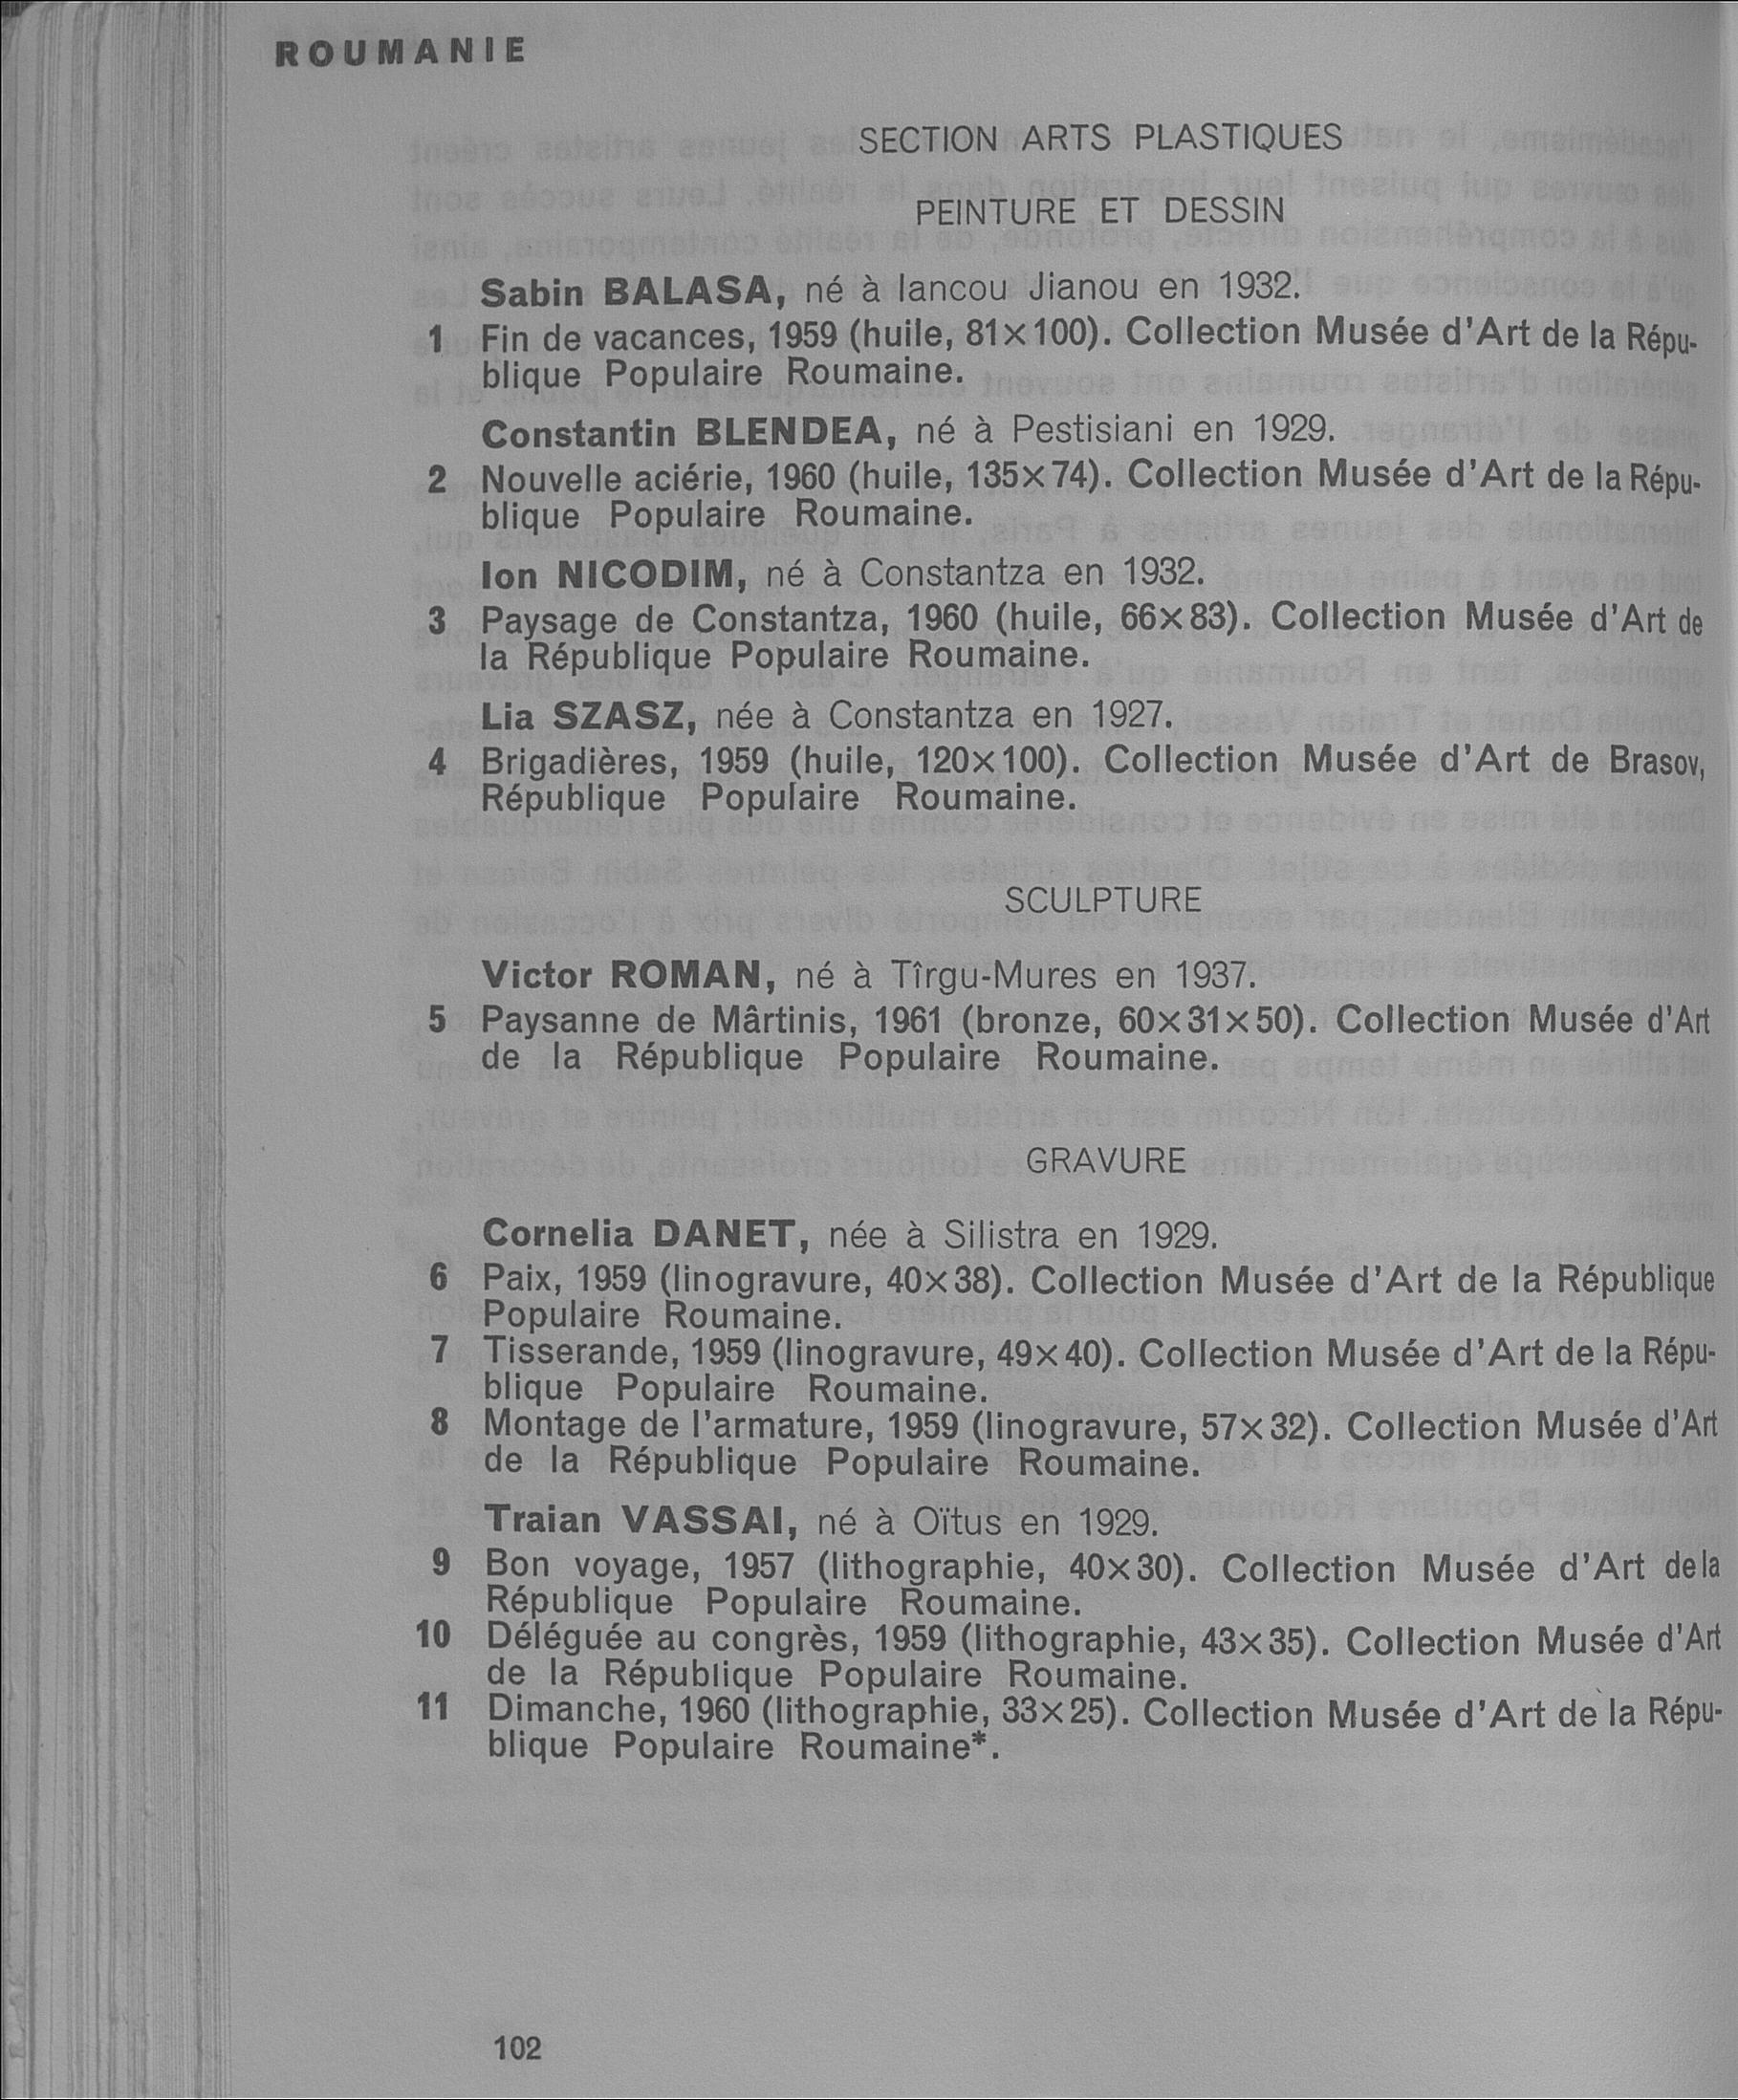 ROUMANIE
SECTION ARTS PLASTIQUES
PEINTURE ET DESSIN
Sabin BALASA, né à Iancou Jianou en 1932.
1 Fin de vacances, 1959 (huile, 81×100). Collection Musée d'Art de la Répu-
blique Populaire Roumaine.
Constantin BLENDEA, né à Pestisiani en 1929.
2 Nouvelle aciérie, 1960 (huile, 135×74). Collection Musée d'Art de la Répu-
blique Populaire Roumaine.
Ion NICODIM, né à Constantza en 1932.
3 Paysage de Constantza, 1960 (huile, 66×83). Collection Musée d'Art de
la République Populaire Roumaine.
Lia SZASZ, née à Constantza en 1927.
4 Brigadières, 1959 (huile, 120×100). Collection Musée d'Art de Brasov,
République Populaire Roumaine.
SCULPTURE
Victor ROMAN, né à Tîrgu-Mures en 1937.
5 Paysanne de Mârtinis, 1961 (bronze, 60×31×50). Collection Musée d'Art
de la République Populaire Roumaine.
GRAVURE
Cornelia DANET, née à Silistra en 1929.
6 Paix, 1959 (linogravure, 40×38). Collection Musée d'Art de la République
Populaire Roumaine.
7 Tisserande, 1959 (linogravure, 49×40). Collection Musée d'Art de la Répu-
blique Populaire Roumaine.
8 Montage de l'armature, 1959 (linogravure, 57×32). Collection Musée d'Art
de la République Populaire Roumaine.
Traian VASSAI, né à Oïtus en 1929.
9 Bon voyage, 1957 (lithographie, 40×30). Collection Musée d'Art de la
République Populaire Roumaine.
10 Déléguée au congrès, 1959 (lithographie, 43×35). Collection Musée d'Art
de la République Populaire Roumaine.
11 Dimanche, 1960 (lithographie, 33×25). Collection Musée d'Art de la Répu-
blique Populaire Roumaine*.
102